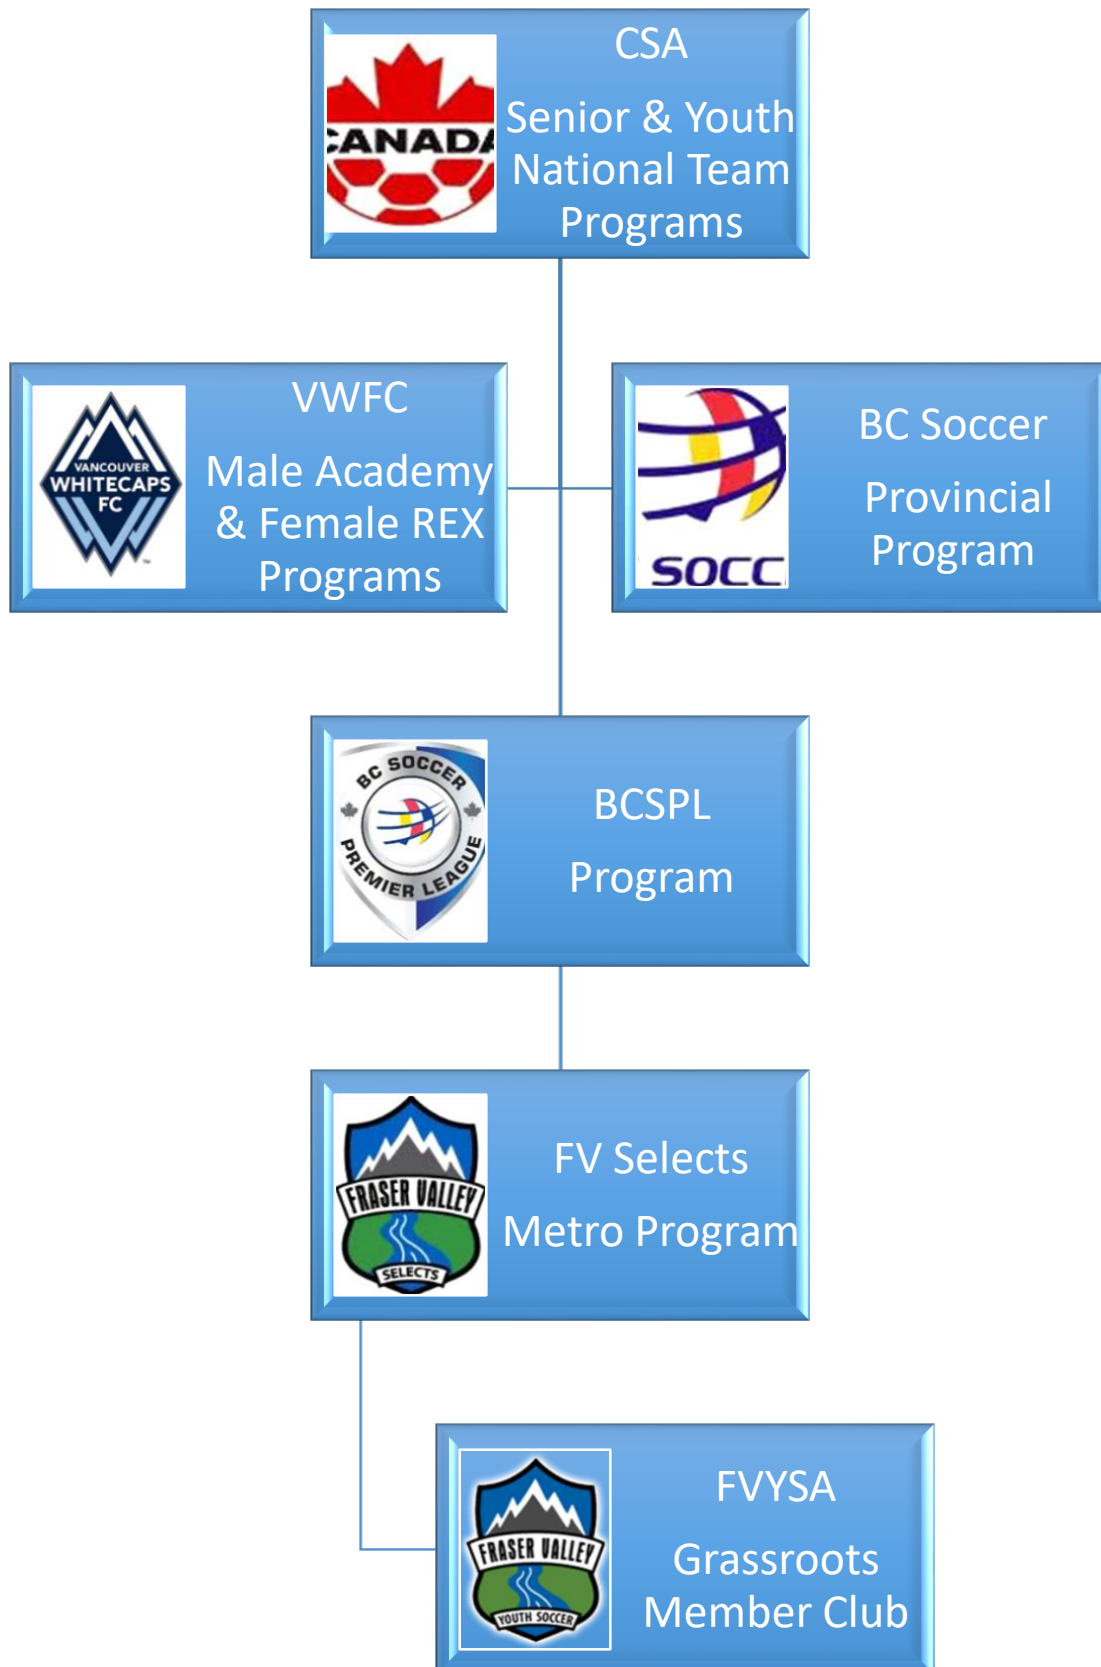 CSA
CANADA
Senior & Youth
National Team
Programs
VWFC
VANCOUVER
WHITECAPS
FC
Male Academy
& Female REX
Programs
BC Soccer
Provincial
Program
SOCC
BC SOCCER
PREMIER LEAGUE
BCSPL
Program
FRASER VALLEY
SELECTS
FV Selects
Metro Program
FRASER VALLEY
YOUTH SOCCER
FVYSA
Grassroots
Member Club